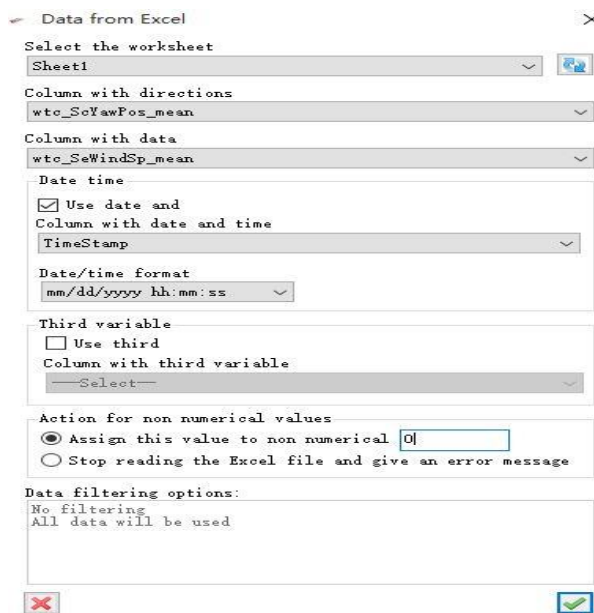 Data from Excel
Select the worksheet
Sheet1
Column with directions
wtc_ScYawPos_mean
Column with data
wtc_SeWindSp_mean
Date time
Use date and
Column with date and time
TimeStamp
Date/time format
mm/dd/yyyy hh:mm:ss
Third variable
Use third
Column with third variable
——Select—
Action for non numerical values
Assign this value to non numerical 0
Stop reading the Excel file and give an error message
Data filtering options:
No filtering
All data will be used